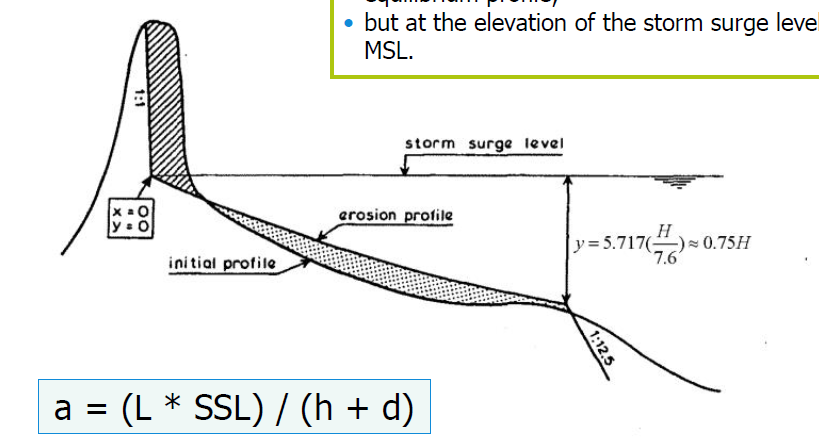 • but at the elevation of the storm surge level
MSL.
1:1
storm surge level
x = 0
y = 0
erosion profile
initial profile
y = 5.717(H/7.6) ≈ 0.75H
1:12.5
a = (L * SSL) / (h + d)